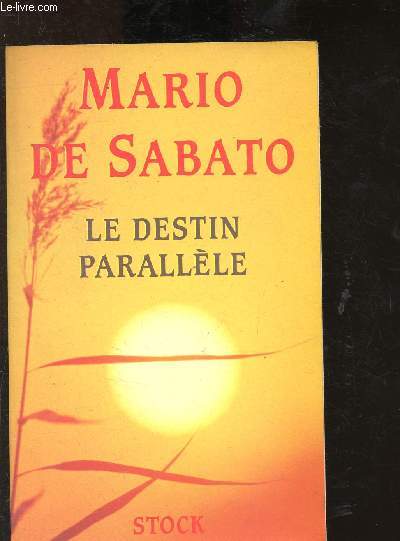 Le-livre.com
MARIO
DE SABATO
LE DESTIN
PARALLÈLE
STOCK